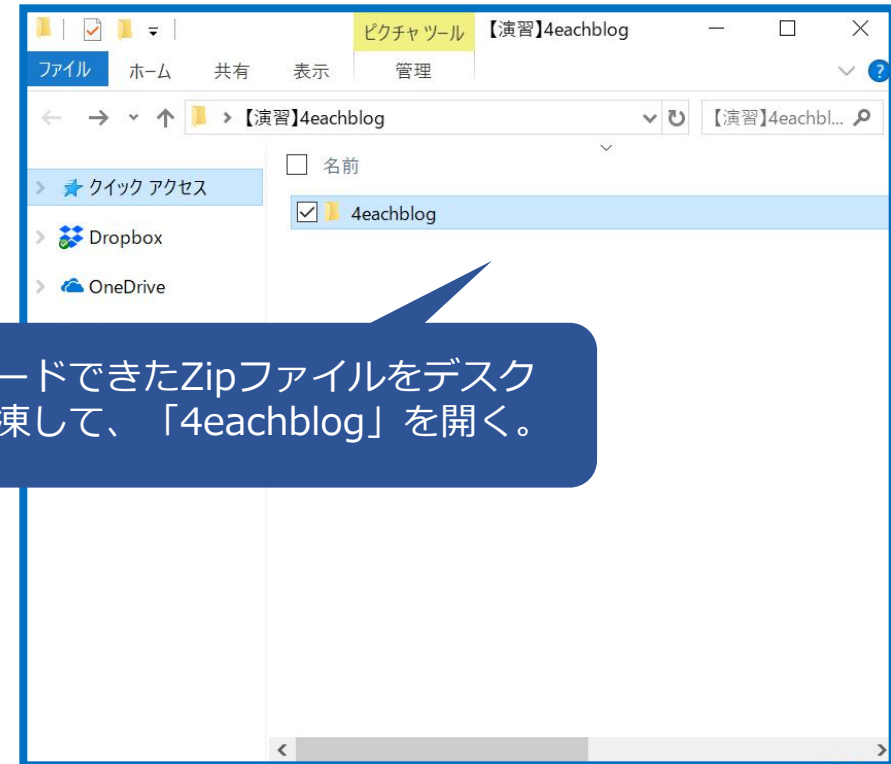 ピクチャ ツール 【演習】4eachblog
ファイル ホーム 共有 表示 管理
【演習】4eachblog 【演習】4eachbl...
名前
クイック アクセス
4eachblog
Dropbox
OneDrive
ードできたZipファイルをデスク
凍して、「4eachblog」を開く。